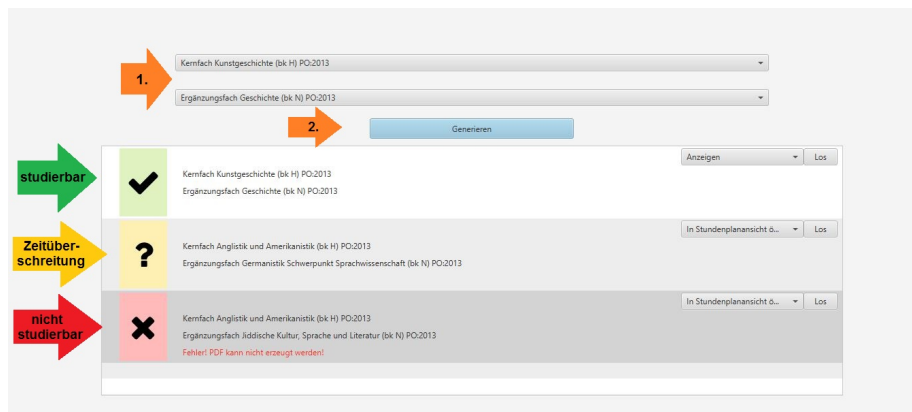 1.
Kernfach Kunstgeschichte (bk H) PO:2013
Ergänzungsfach Geschichte (bk N) PO:2013
2.
Generieren
studierbar
Kernfach Kunstgeschichte (bk H) PO:2013
Ergänzungsfach Geschichte (bk N) PO:2013
Anzeigen
Los
Zeitüber-
schreitung
?
Kernfach Anglistik und Amerikanistik (bk H) PO:2013
Ergänzungsfach Germanistik Schwerpunkt Sprachwissenschaft (bk N) PO:2013
In Stundenplanansicht ö...
Los
nicht
studierbar
Kernfach Anglistik und Amerikanistik (bk H) PO:2013
Ergänzungsfach Jiddische Kultur, Sprache und Literatur (bk N) PO:2013
Fehler! PDF kann nicht erzeugt werden!
In Stundenplanansicht ö...
Los